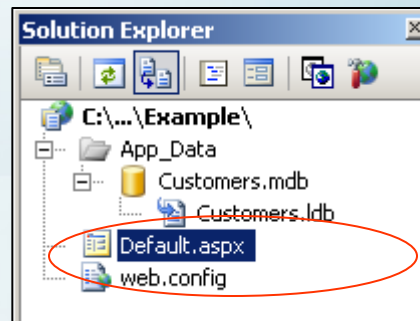 Solution Explorer
C:\...\Example\
App_Data
Customers.mdb
Customers.ldb
Default.aspx
web.config